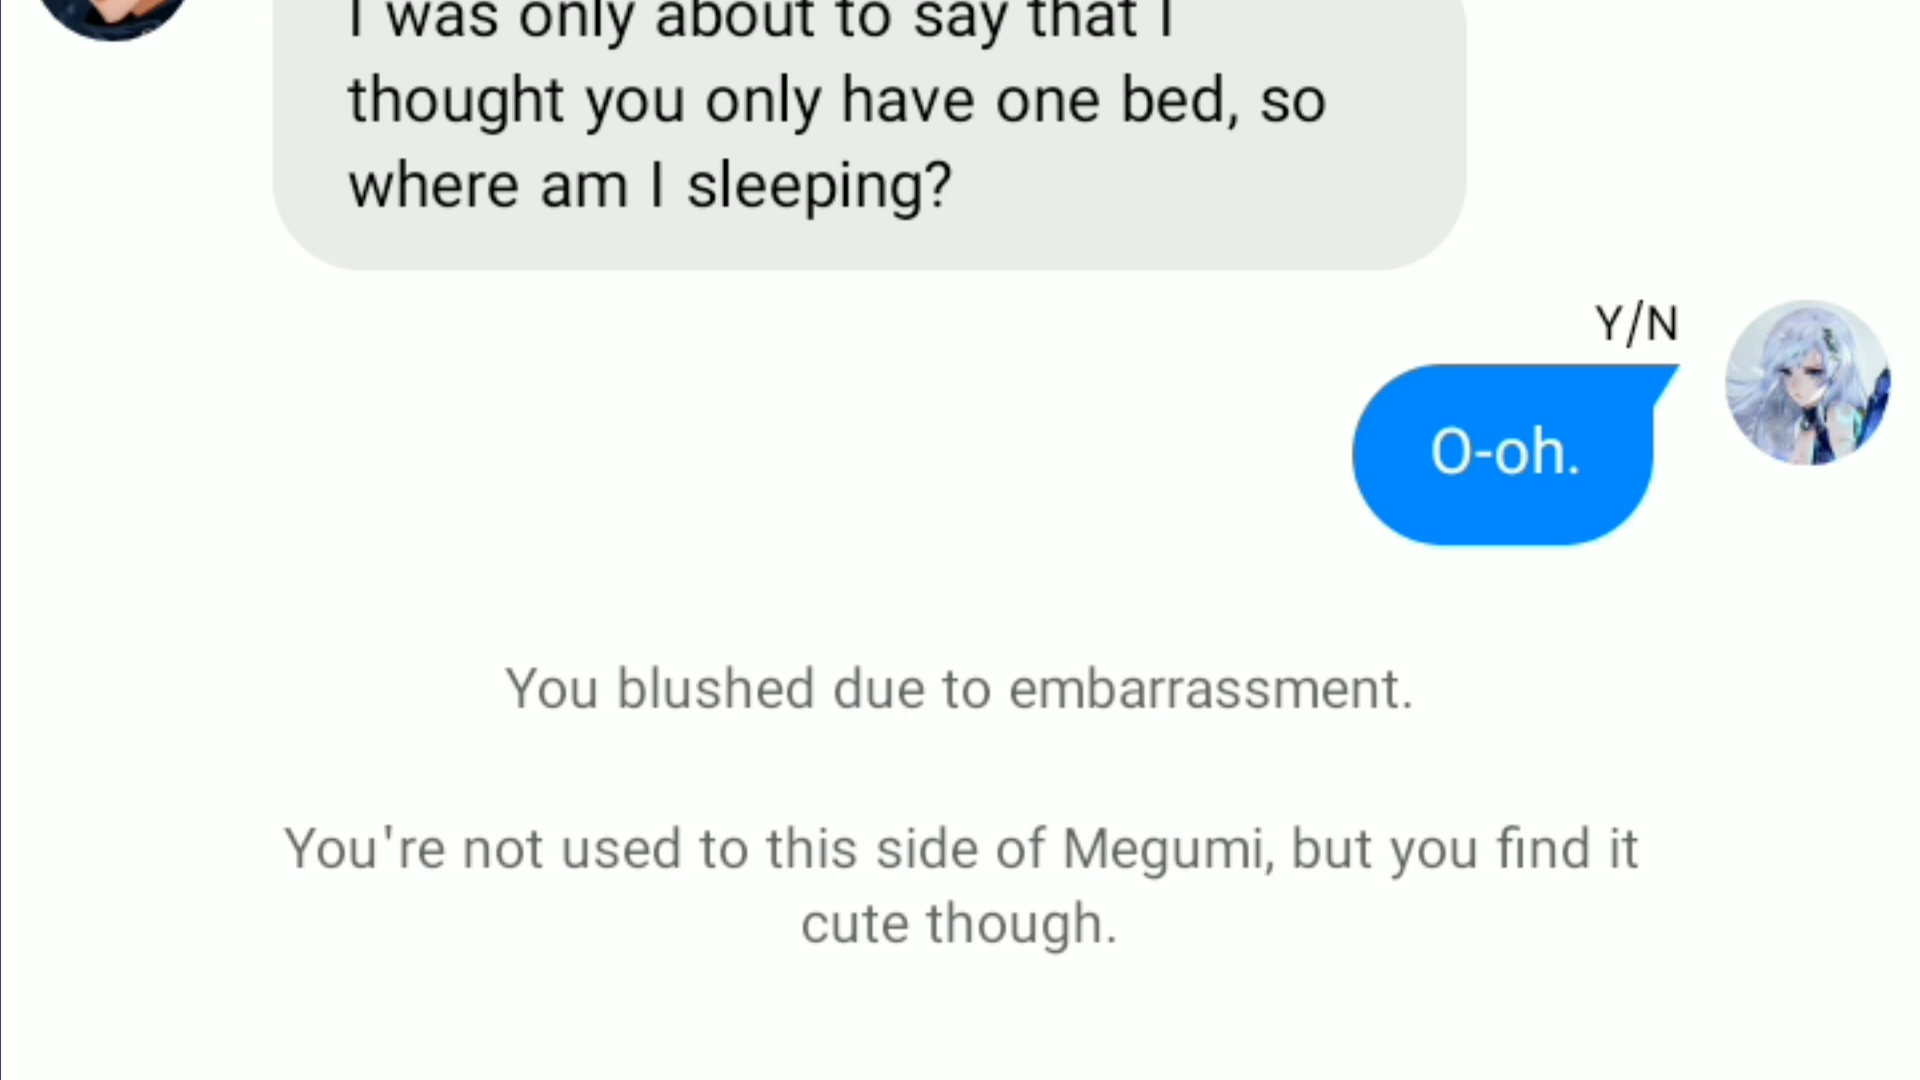 I was only about to say that I
thought you only have one bed, so
where am I sleeping?
Y/N
O-oh.
You blushed due to embarrassment.
You're not used to this side of Megumi, but you find it
cute though.